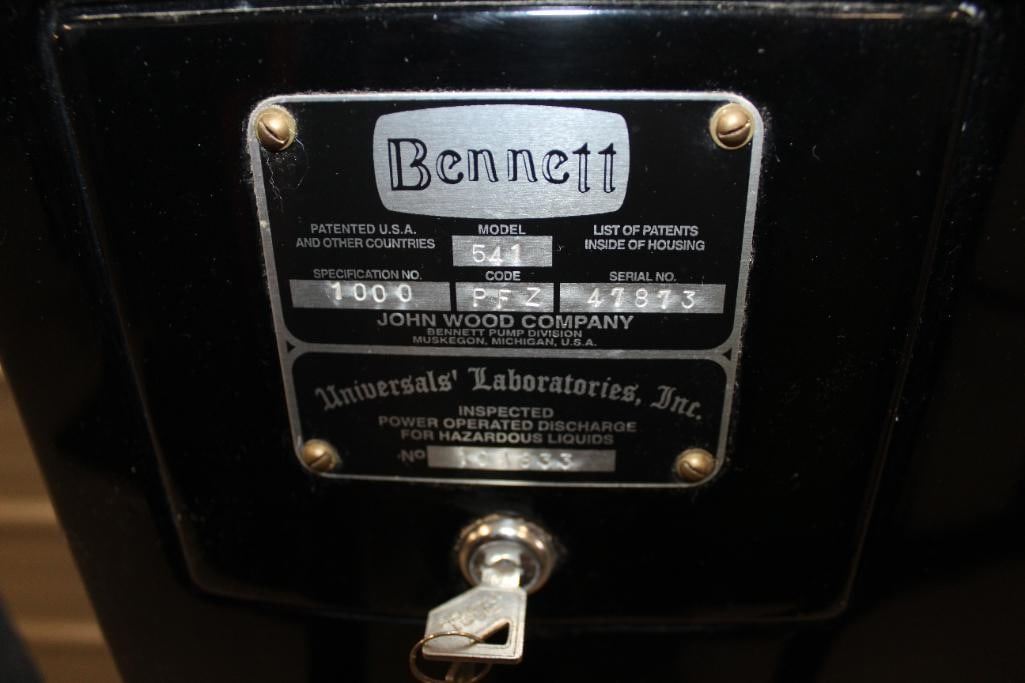 Bennett
PATENTED U.S.A.
AND OTHER COUNTRIES
MODEL
541
LIST OF PATENTS
INSIDE OF HOUSING
SPECIFICATION NO.
1000
CODE
PFZ
SERIAL NO.
47873
JOHN WOOD COMPANY
BENNETT PUMP DIVISION
MUSKEGON, MICHIGAN, U.S.A.
Universals' Laboratories, Inc.
INSPECTED
POWER OPERATED DISCHARGE
FOR HAZARDOUS LIQUIDS
No